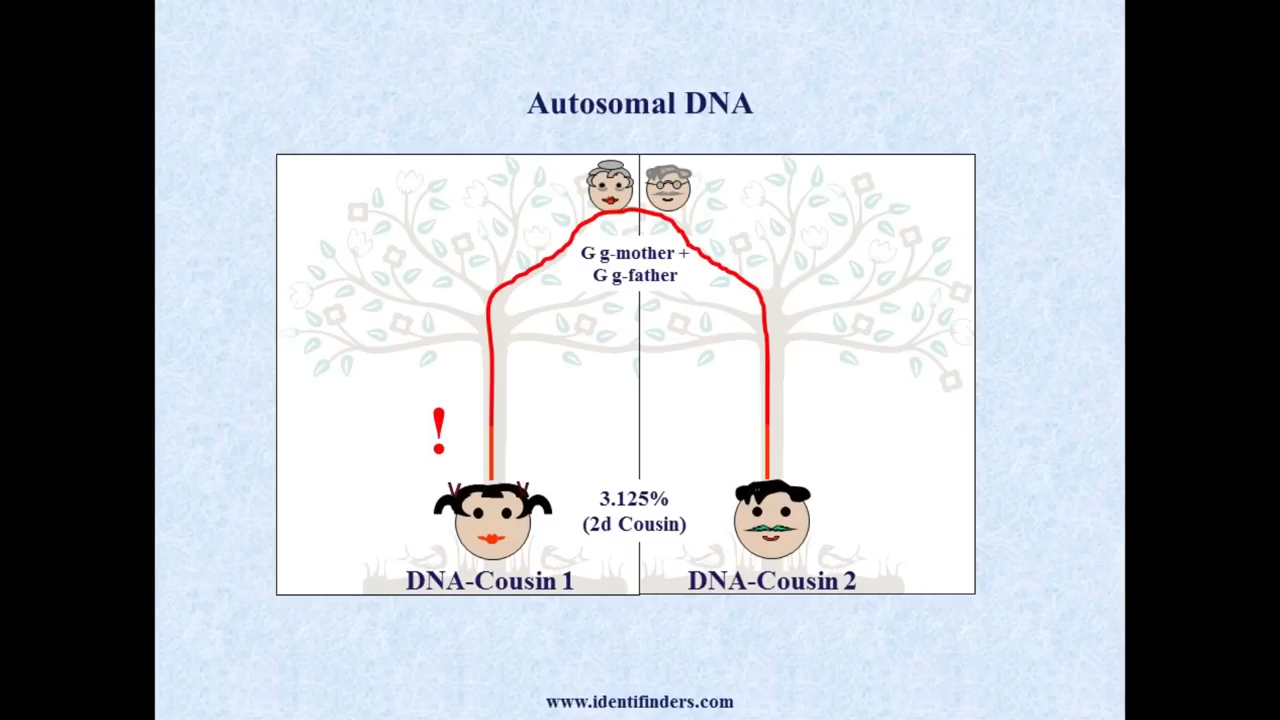 Autosomal DNA
G g-mother +
G g-father
!
3.125%
(2d Cousin)
DNA-Cousin 1
DNA-Cousin 2
www.identifinders.com